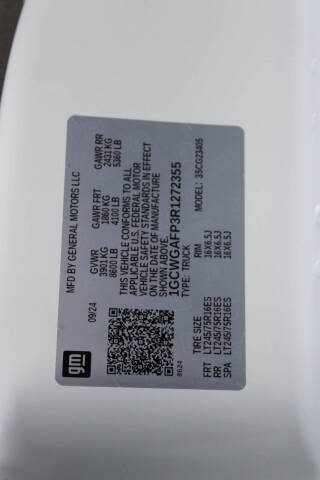 MFD BY GENERAL MOTORS LLC
09/24
GVWR
3901 KG
8600 LB
GAWR FRT
1860 KG
4100 LB
GAWR RR
2431 KG
5360 LB
THIS VEHICLE CONFORMS TO ALL
APPLICABLE U.S. FEDERAL MOTOR
VEHICLE SAFETY STANDARDS IN EFFECT
ON THE DATE OF MANUFACTURE
SHOWN ABOVE.
1GCWGAFP3R1272355
TYPE: TRUCK
MODEL: 35CG23405
8624
TIRE SIZE
RIM
FRT LT245/75R16ES 16X6.5J
RR LT245/75R16ES 16X6.5J
SPA LT245/75R16ES 16X6.5J
gm